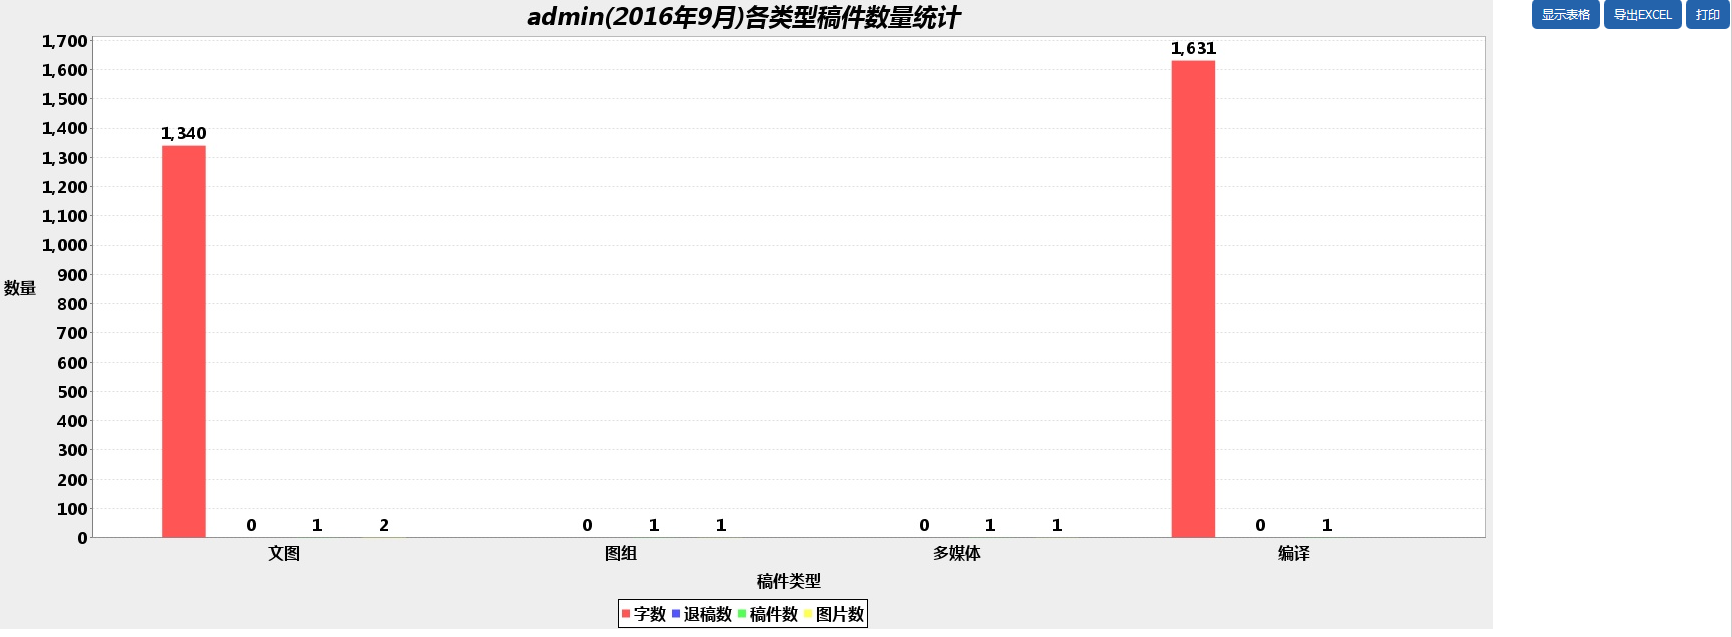 admin(2016年9月)各类型稿件数量统计
显示表格 导出EXCEL 打印
1,700
1,600
1,500
1,400
1,300
1,200
1,100
1,000
900
800
700
600
500
400
300
200
100
0
数量
1,340 0 1 2
0 1 1
0 1 1
1,631 0 1
文图 图组 多媒体 编译
稿件类型
字数 退稿数 稿件数 图片数